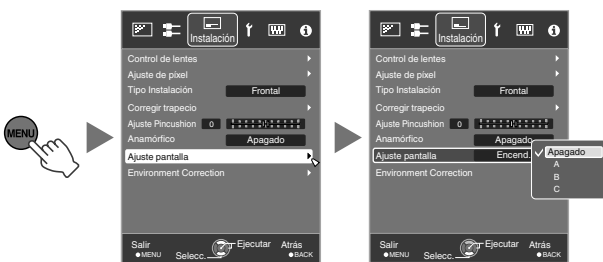 MENU
Instalación
Control de lentes
Ajuste de píxel
Tipo Instalación Frontal
Corregir trapecio
Ajuste Pincushion 0
Anamórfico Apagado
Ajuste pantalla
Environment Correction
Salir
●MENU
Selecc.
Ejecutar
Atrás
●BACK
Instalación
Control de lentes
Ajuste de píxel
Tipo Instalación Frontal
Corregir trapecio
Ajuste Pincushion 0
Anamórfico Apagado
Ajuste pantalla Encend.
Environment Correction
Apagado
A
B
C
Salir
●MENU
Selecc.
Ejecutar
Atrás
●BACK